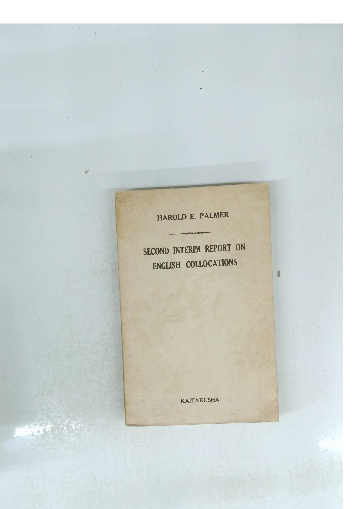 HAROLD E. PALMER
SECOND INTERIM REPORT ON
ENGLISH COLLOCATIONS
KAITAKUSHA